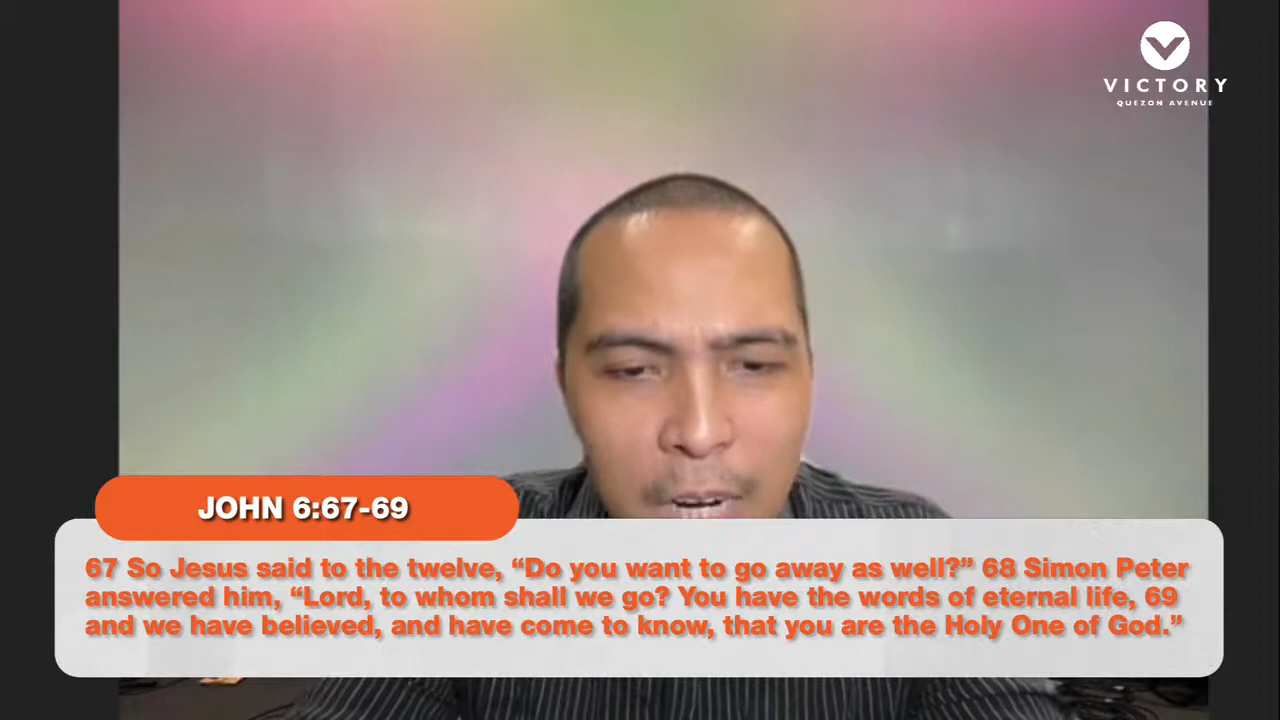 VICTORY
QUEZON AVENUE
JOHN 6:67-69
67 So Jesus said to the twelve, “Do you want to go away as well?” 68 Simon Peter
answered him, “Lord, to whom shall we go? You have the words of eternal life, 69
and we have believed, and have come to know, that you are the Holy One of God.”